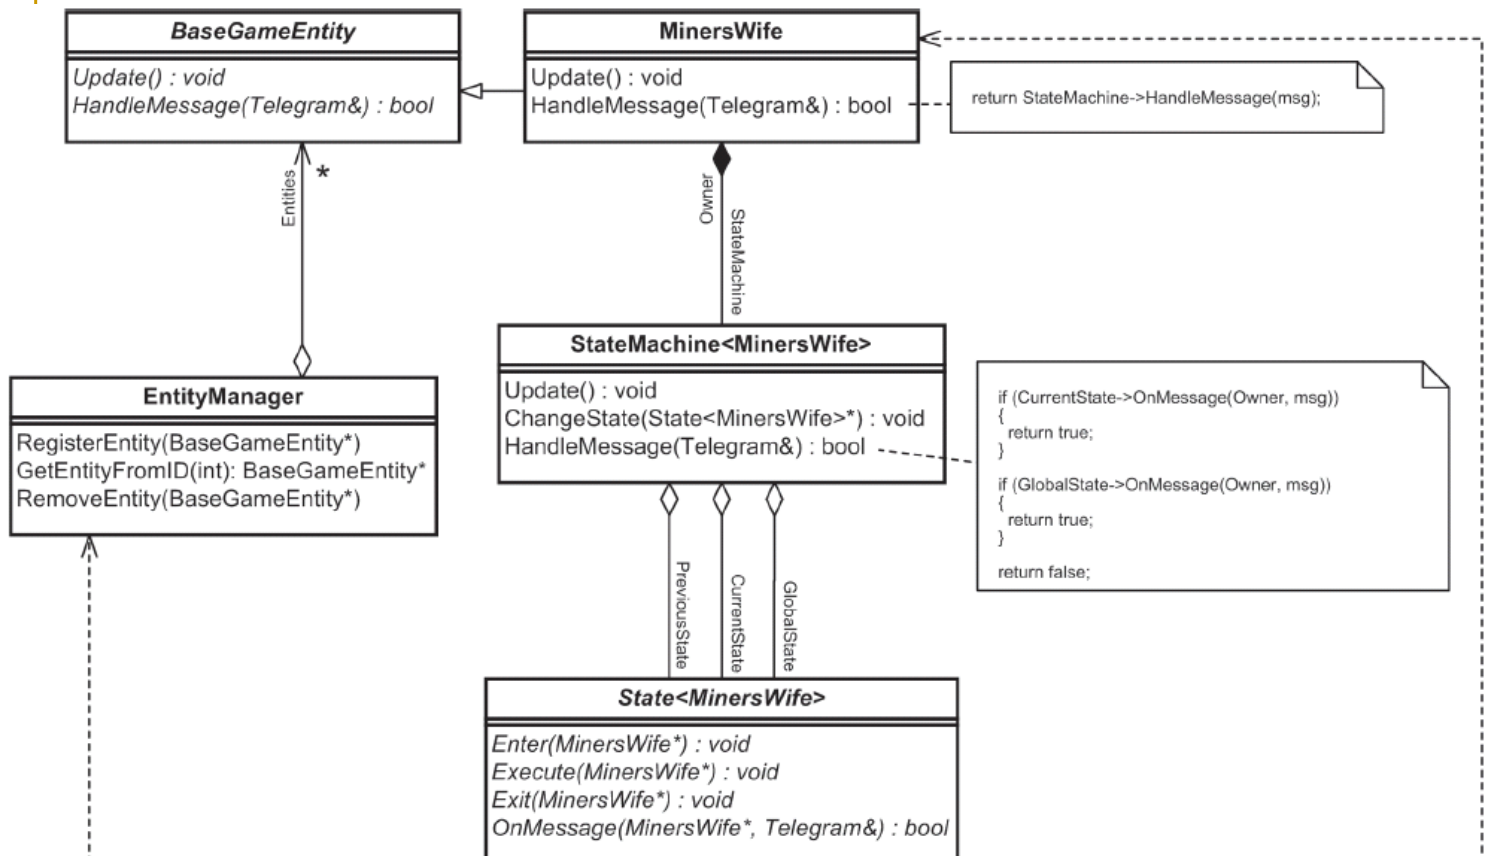 BaseGameEntity
Update() : void
HandleMessage(Telegram&) : bool
MinersWife
Update() : void
HandleMessage(Telegram&) : bool
return StateMachine->HandleMessage(msg);
Entities
*
Owner
StateMachine
EntityManager
RegisterEntity(BaseGameEntity*)
GetEntityFromID(int): BaseGameEntity*
RemoveEntity(BaseGameEntity*)
StateMachine<MinersWife>
Update() : void
ChangeState(State<MinersWife>*) : void
HandleMessage(Telegram&) : bool
if (CurrentState->OnMessage(Owner, msg))
{
return true;
}
if (GlobalState->OnMessage(Owner, msg))
{
return true;
}
return false;
PreviousState
CurrentState
GlobalState
State<MinersWife>
Enter(MinersWife*) : void
Execute(MinersWife*) : void
Exit(MinersWife*) : void
OnMessage(MinersWife*, Telegram&) : bool